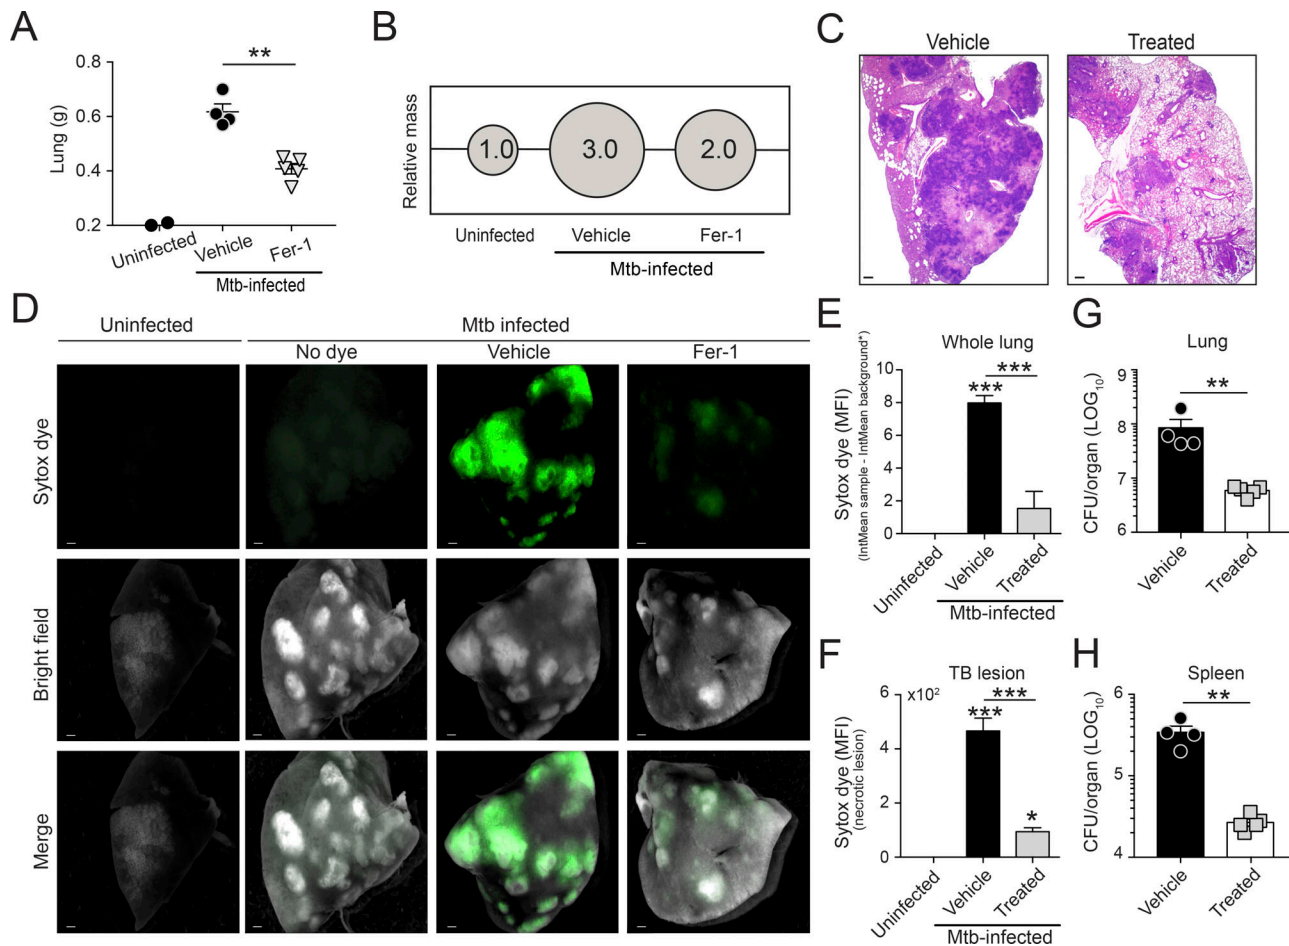 A
Lung (g)
0.8
0.6
0.4
0.2
**
Uninfected
Vehicle
Fer-1
Mtb-infected
B
Relative mass
1.0
3.0
2.0
Uninfected
Vehicle
Fer-1
Mtb-infected
C
Vehicle
Treated
D
Uninfected
Mtb infected
No dye
Vehicle
Fer-1
Sytox dye
Bright field
Merge
E
Whole lung
Sytox dye (MFI)
(IntMean sample - IntMean background*)
10
8
6
4
2
0
***
***
Uninfected
Vehicle
Treated
Mtb-infected
F
TB lesion
x10²
Sytox dye (MFI)
(necrotic lesion)
6
4
2
0
***
***
*
Uninfected
Vehicle
Treated
Mtb-infected
G
Lung
CFU/organ (LOG₁₀)
9
8
7
6
**
Vehicle
Treated
H
Spleen
CFU/organ (LOG₁₀)
6
5
4
**
Vehicle
Treated